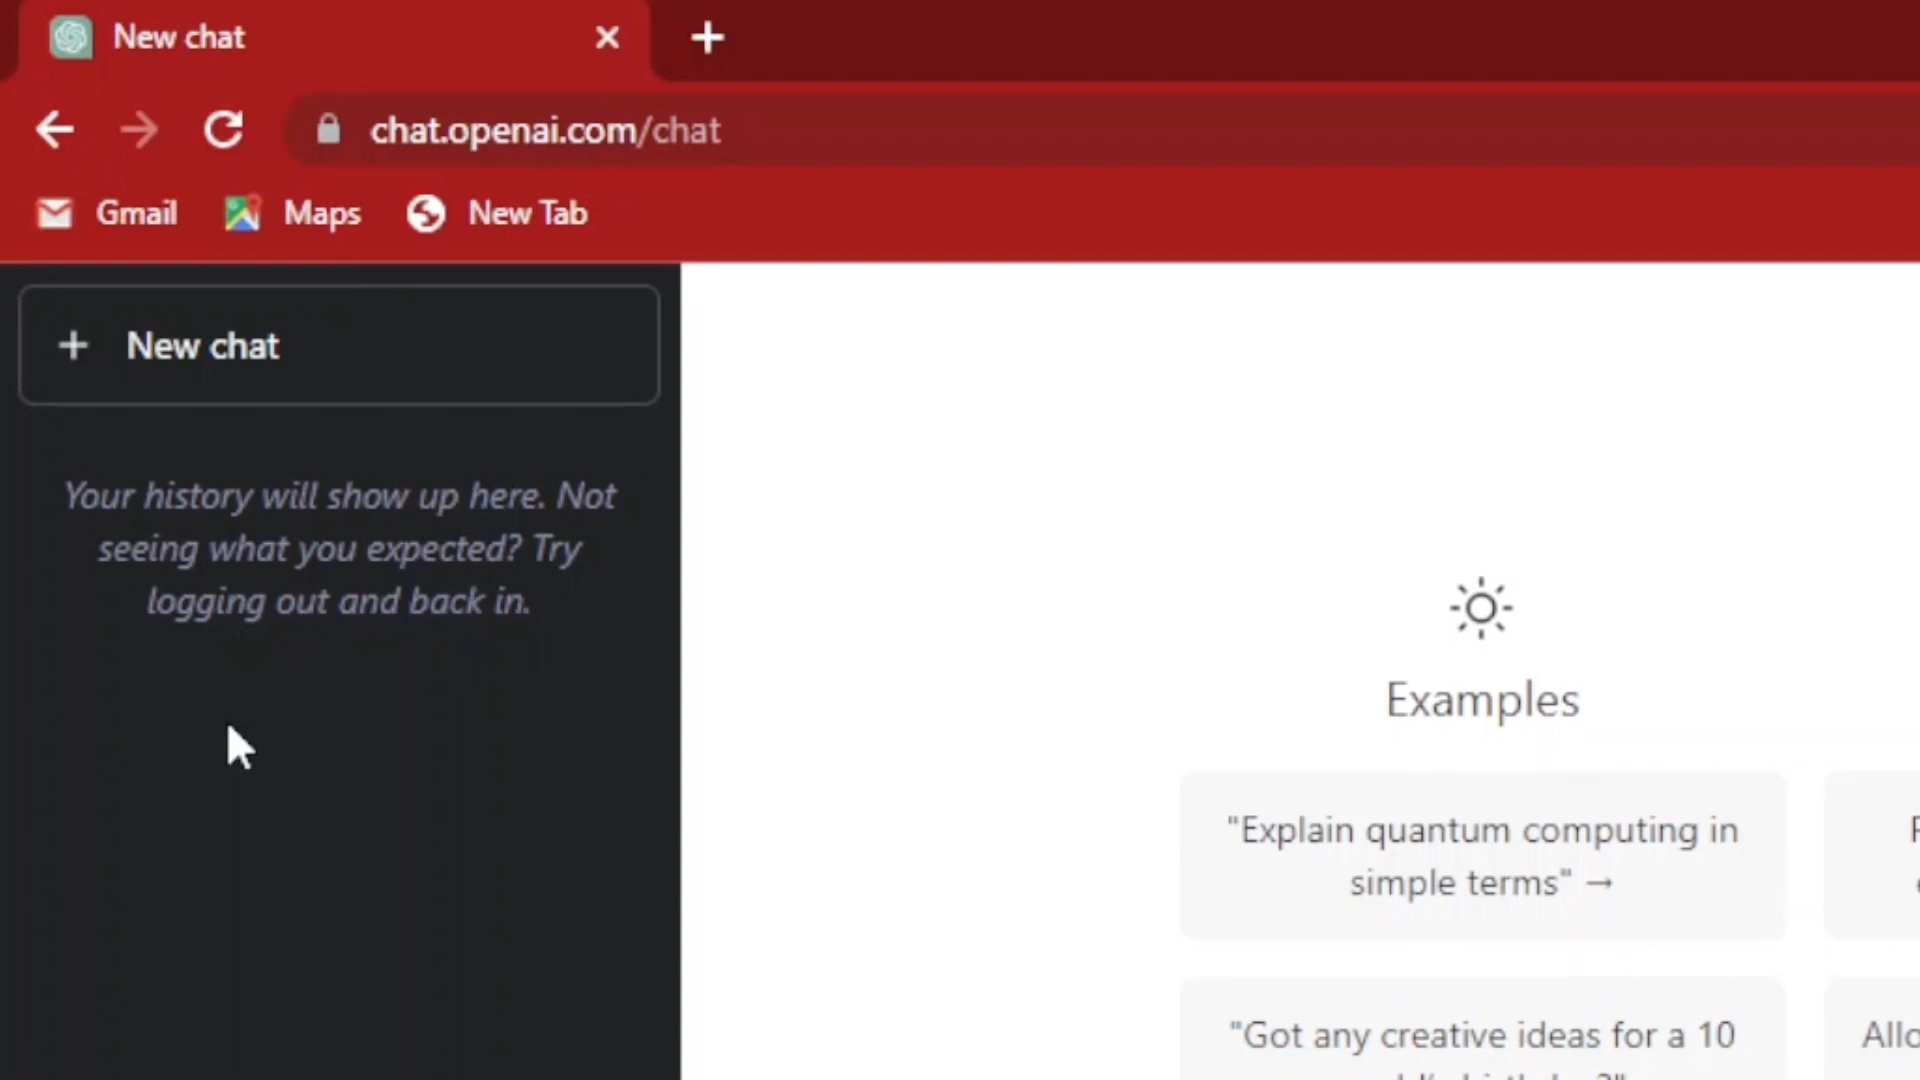 New chat
chat.openai.com/chat
Gmail
Maps
New Tab
New chat
Your history will show up here. Not
seeing what you expected? Try
logging out and back in.
Examples
"Explain quantum computing in
simple terms" →
"Got any creative ideas for a 10